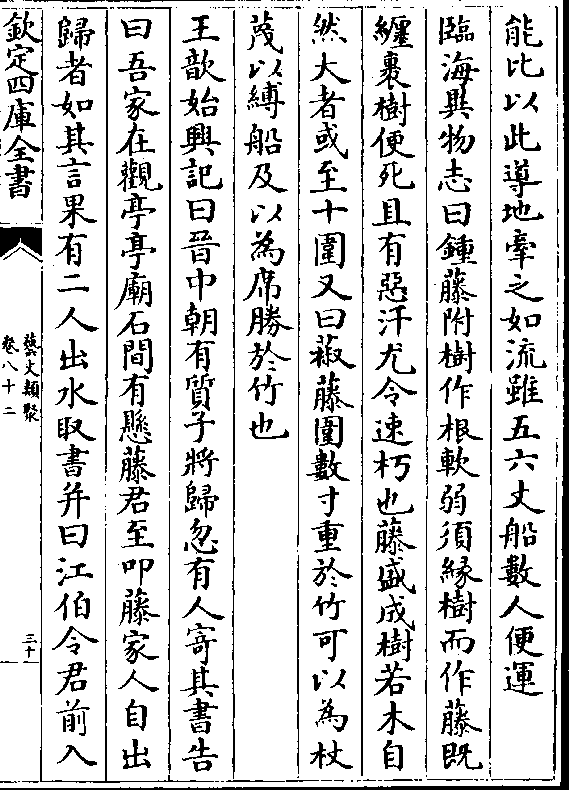 能比以此導地牽之如流雖五六丈船數人便運
臨海異物志曰鍾藤附樹作根軟弱須緣樹而作藤既
纒裹樹便死且有惡汗尤令速朽也藤盛成樹若木自
然大者或至十圍又曰菽藤圍數寸重於竹可以為杖
篾以縛船及以為席勝於竹也
王歆始興記曰晉中朝有質子將歸忽有人寄其書告
曰吾家在觀亭亭廟石間有懸藤君至叩藤家人自出
歸者如其言果有二人出水取書并曰江伯令君前入
欽定四庫全書
藝文類聚
卷八十二
三十